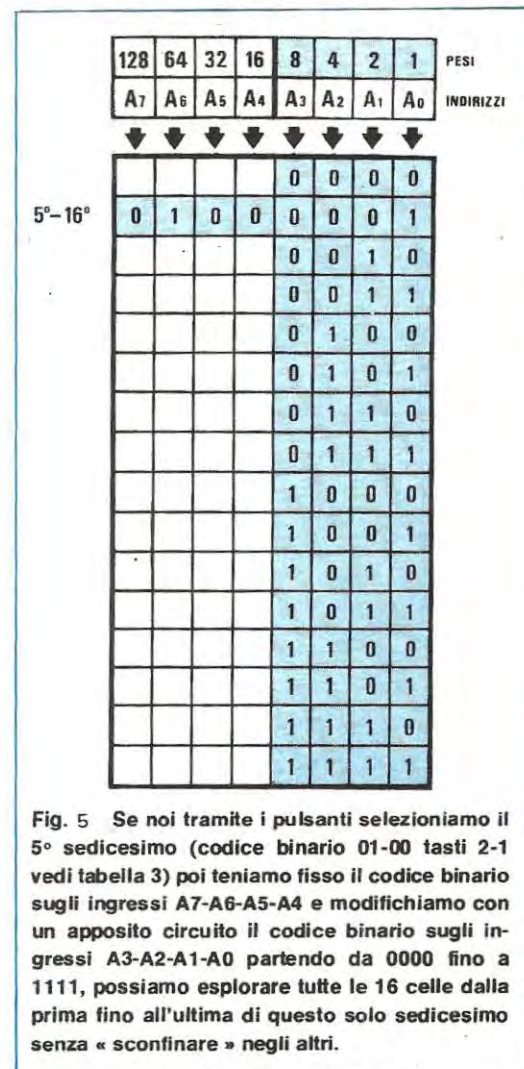 128 64 32 16 8 4 2 1 PESI
A7 A6 A5 A4 A3 A2 A1 A0 INDIRIZZI
0 0 0 0
5°-16° 0 1 0 0 0 0 0 1
0 0 1 0
0 0 1 1
0 1 0 0
0 1 0 1
0 1 1 0
0 1 1 1
1 0 0 0
1 0 0 1
1 0 1 0
1 0 1 1
1 1 0 0
1 1 0 1
1 1 1 0
1 1 1 1
Fig. 5 Se noi tramite i pulsanti selezioniamo il
5° sedicesimo (codice binario 01-00 tasti 2-1
vedi tabella 3) poi teniamo fisso il codice binario
sugli ingressi A7-A6-A5-A4 e modifichiamo con
un apposito circuito il codice binario sugli in-
gressi A3-A2-A1-A0 partendo da 0000 fino a
1111, possiamo esplorare tutte le 16 celle dalla
prima fino all'ultima di questo solo sedicesimo
senza « sconfinare » negli altri.